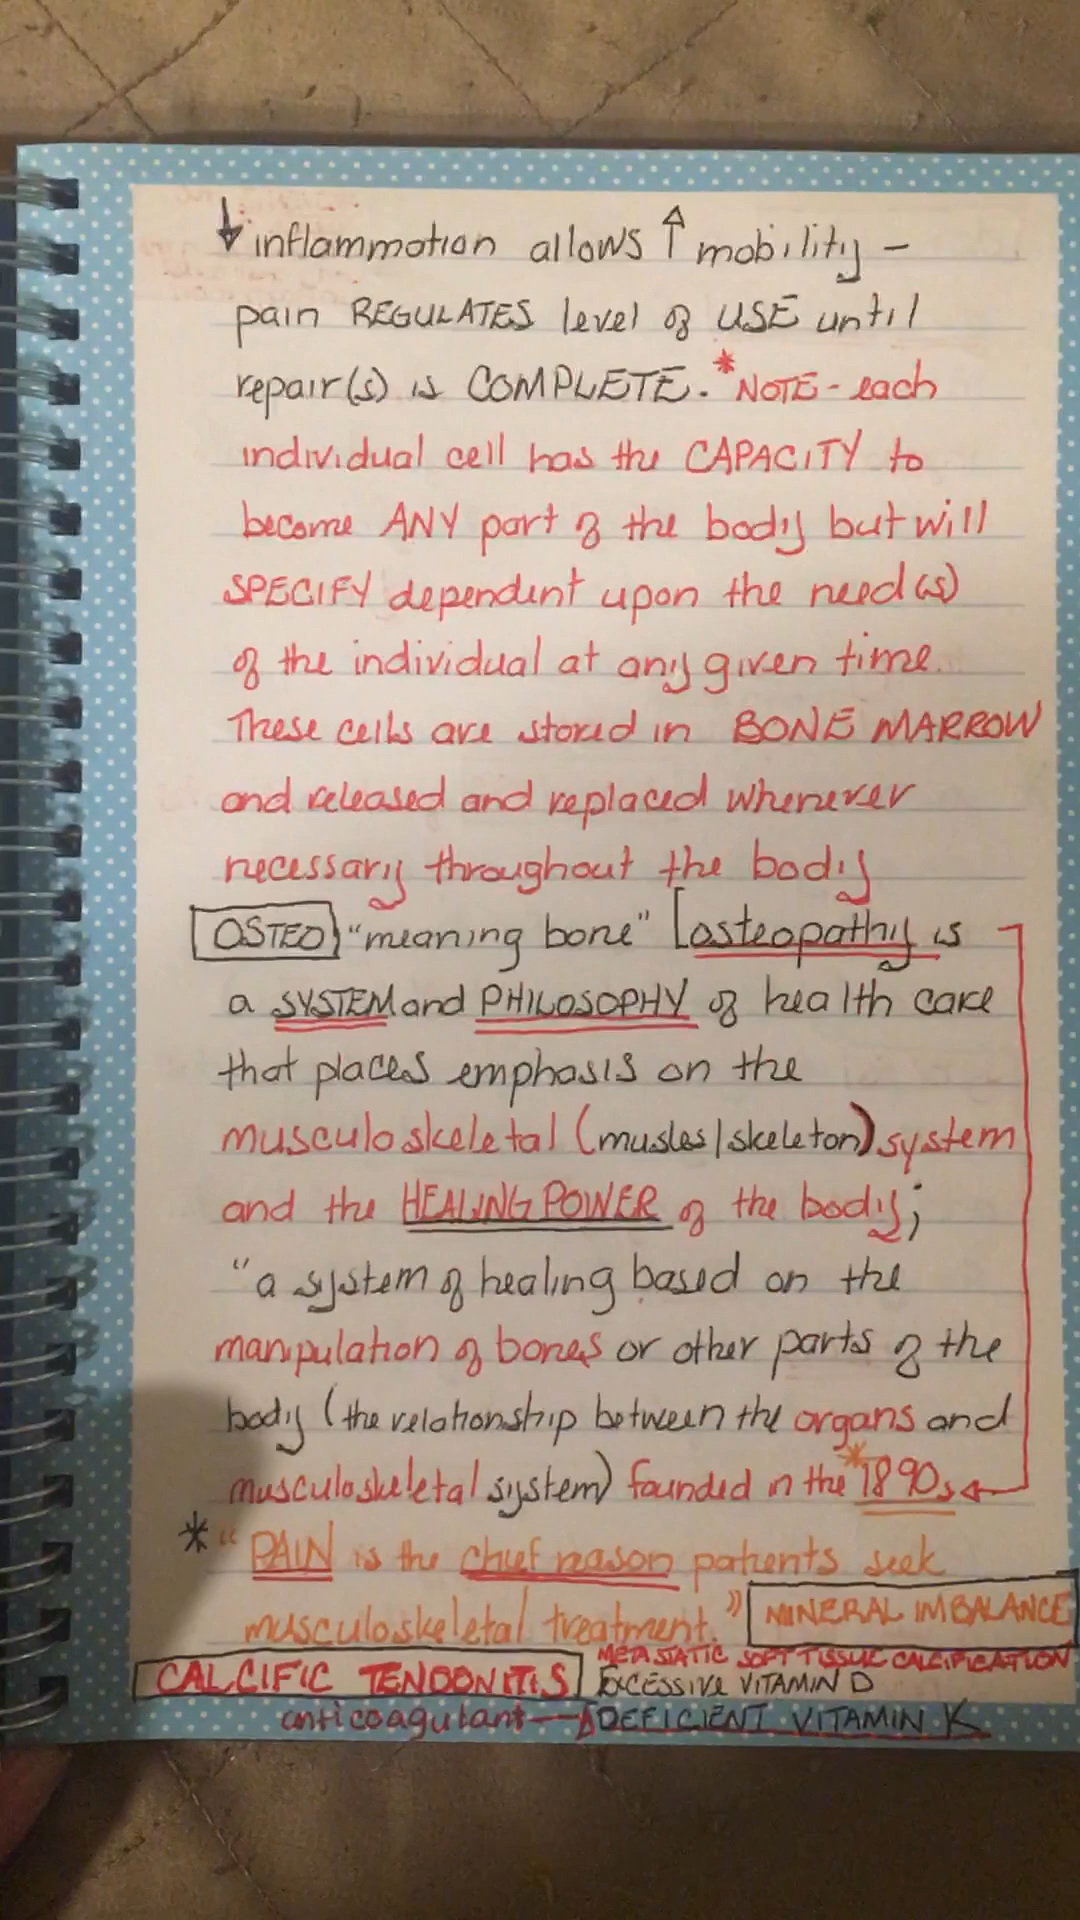 ↓ inflammation allows ↑ mobility –
pain REGULATES level of USE until
repair(s) is COMPLETE. *NOTE - each
individual cell has the CAPACITY to
become ANY part of the body but will
SPECIFY dependent upon the need(s)
of the individual at any given time.
These cells are stored in BONE MARROW
and released and replaced whenever
necessary throughout the body
OSTEO "meaning bone" [osteopathy is
a SYSTEM and PHILOSOPHY of health care
that places emphasis on the
musculoskeletal (musles/skeleton) system
and the HEALING POWER of the body;
"a system of healing based on the
manipulation of bones or other parts of the
body (the relationship between the organs and
musculoskeletal system) founded in the *1890s
* "PAIN is the chief reason patients seek
musculoskeletal treatment." MINERAL IMBALANCE
METASTATIC SOFT TISSUE CALCIFICATION
CALCIFIC TENDONITIS EXCESSIVE VITAMIN D
anticoagulant → DEFICIENT VITAMIN K